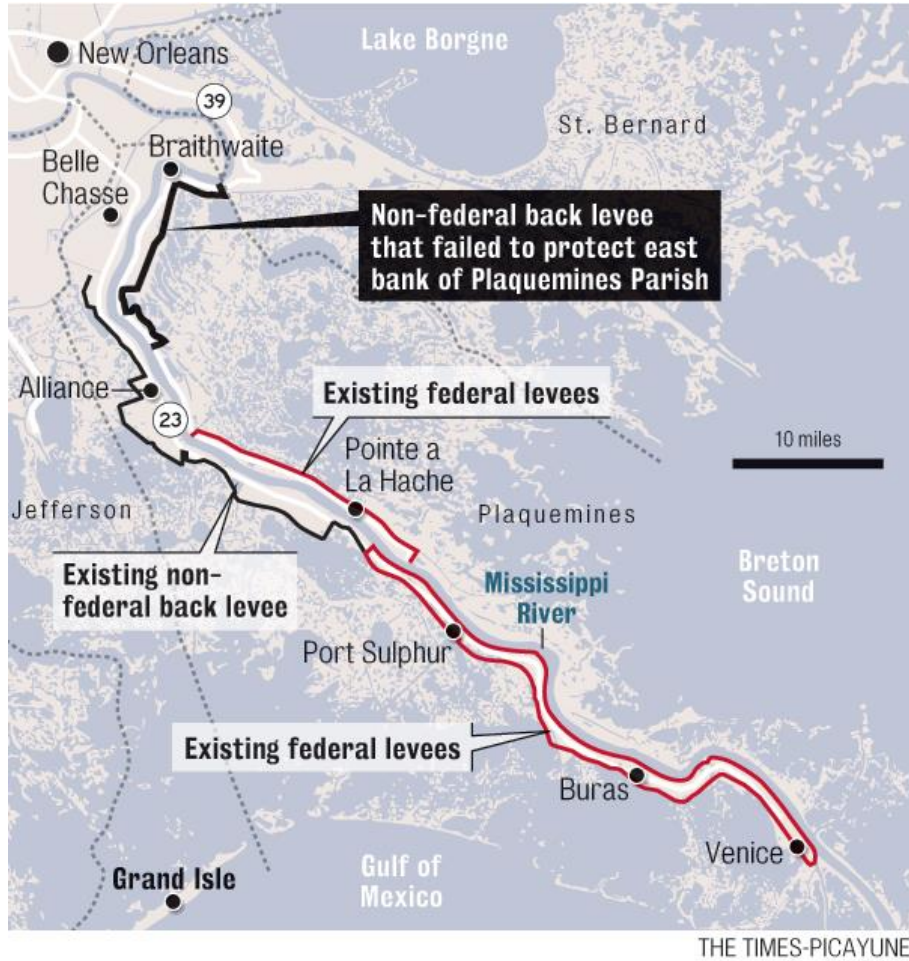 Lake Borgne
New Orleans
39
St. Bernard
Braithwaite
Belle
Chasse
Non-federal back levee
that failed to protect east
bank of Plaquemines Parish
Alliance
Existing federal levees
23
Pointe a
La Hache
10 miles
Jefferson
Plaquemines
Existing non-
federal back levee
Mississippi
River
Breton
Sound
Port Sulphur
Existing federal levees
Buras
Venice
Grand Isle
Gulf of
Mexico
THE TIMES-PICAYUNE